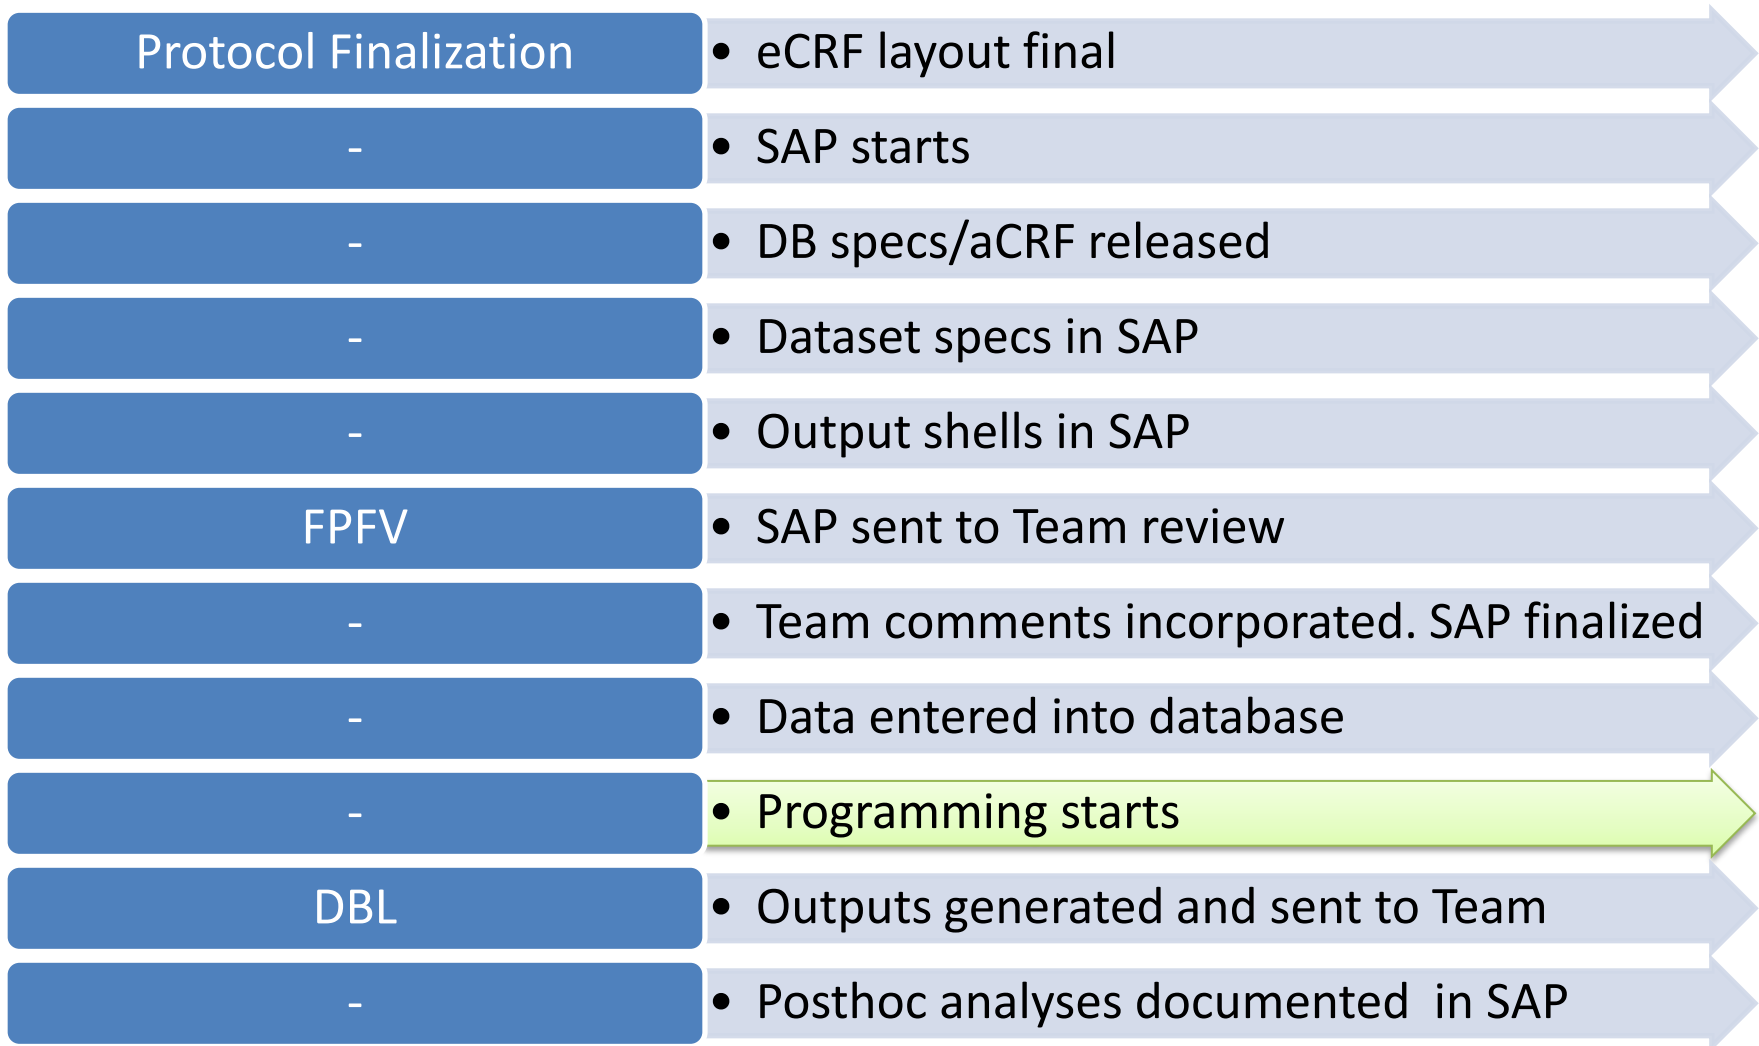 Protocol Finalization • eCRF layout final
- • SAP starts
- • DB specs/aCRF released
- • Dataset specs in SAP
- • Output shells in SAP
FPFV • SAP sent to Team review
- • Team comments incorporated. SAP finalized
- • Data entered into database
- • Programming starts
DBL • Outputs generated and sent to Team
- • Posthoc analyses documented  in SAP